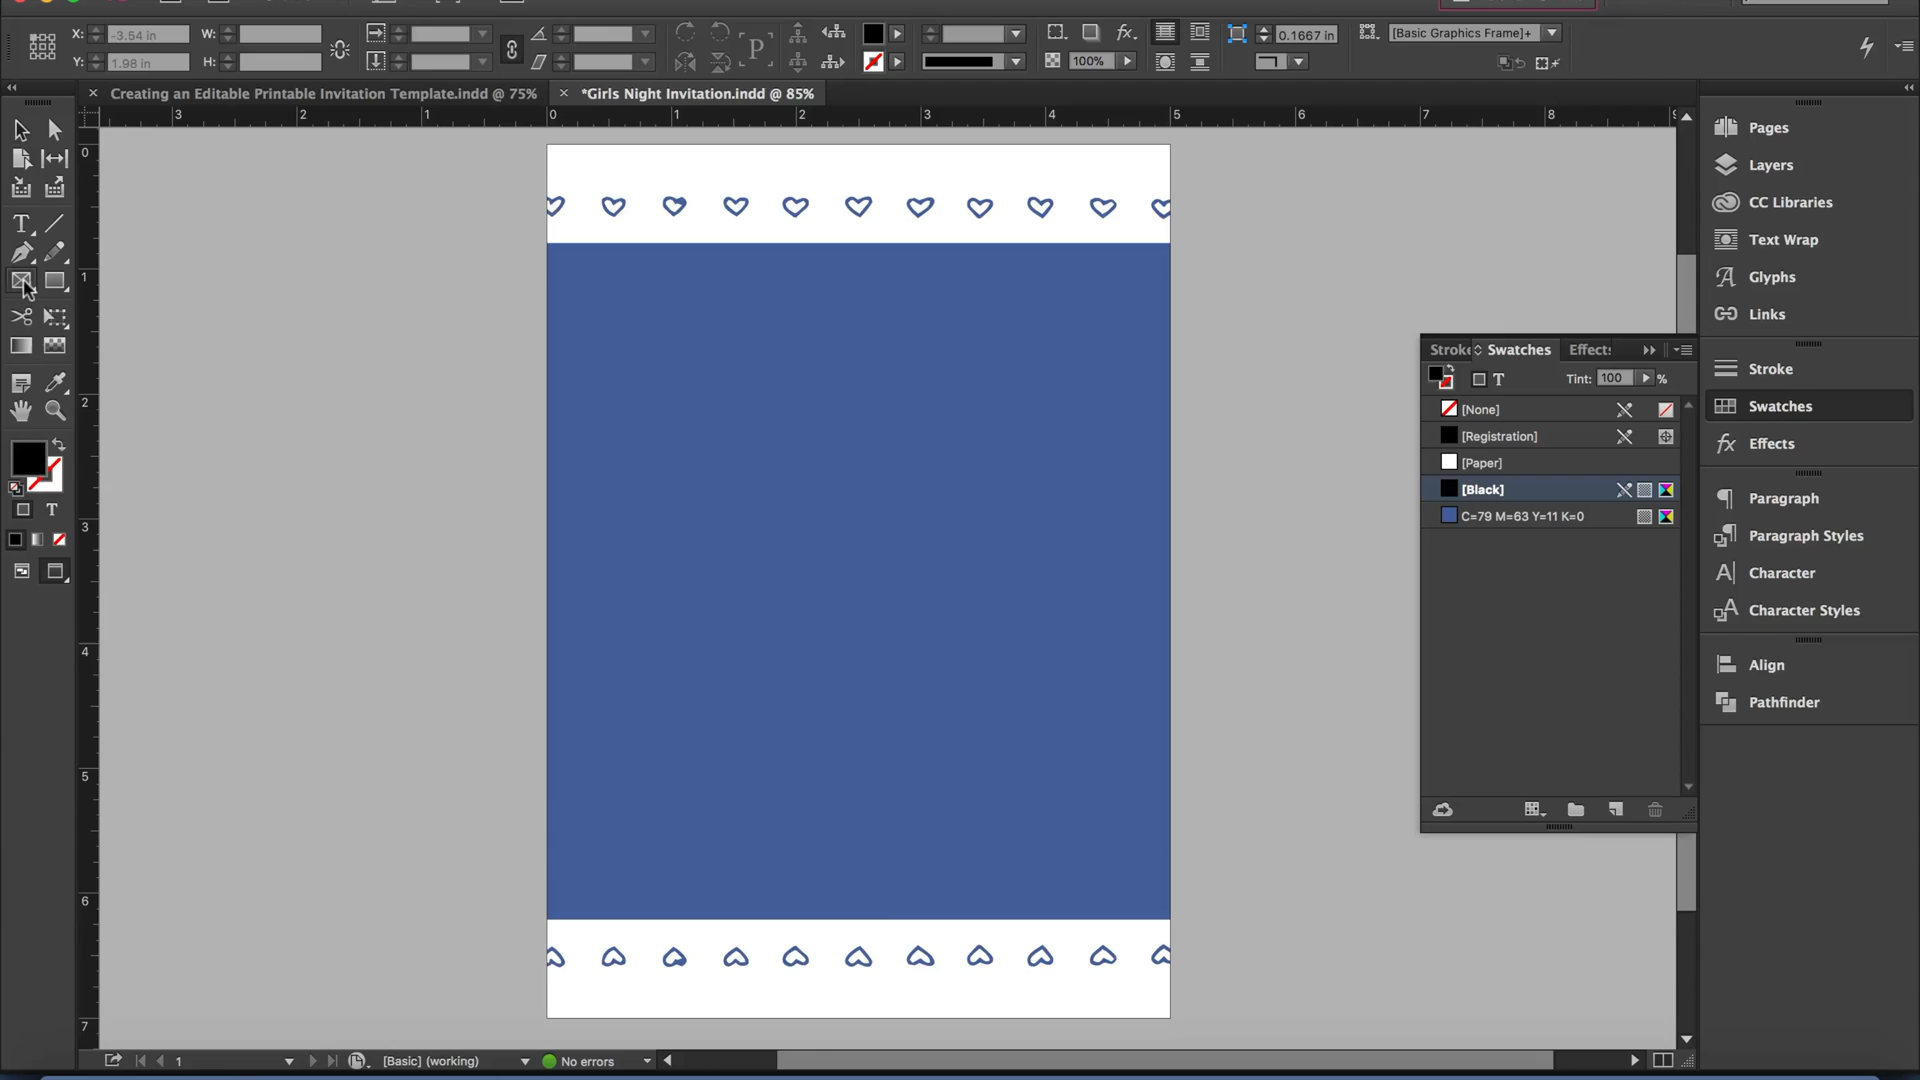 X: -3.54 in W:
Y: 1.98 in H:
100%
0.1667 in
[Basic Graphics Frame]+
Creating an Editable Printable Invitation Template.indd @ 75%
*Girls Night Invitation.indd @ 85%
3 2 1 0 1 2 3 4 5 6 7 8
0
1
2
3
4
5
6
7
Pages
Layers
CC Libraries
Text Wrap
Glyphs
Links
Stroke
Swatches
Effects
Paragraph
Paragraph Styles
Character
Character Styles
Align
Pathfinder
Stroke Swatches Effects
Tint: 100 %
[None]
[Registration]
[Paper]
[Black]
C=79 M=63 Y=11 K=0
1
[Basic] (working)
No errors